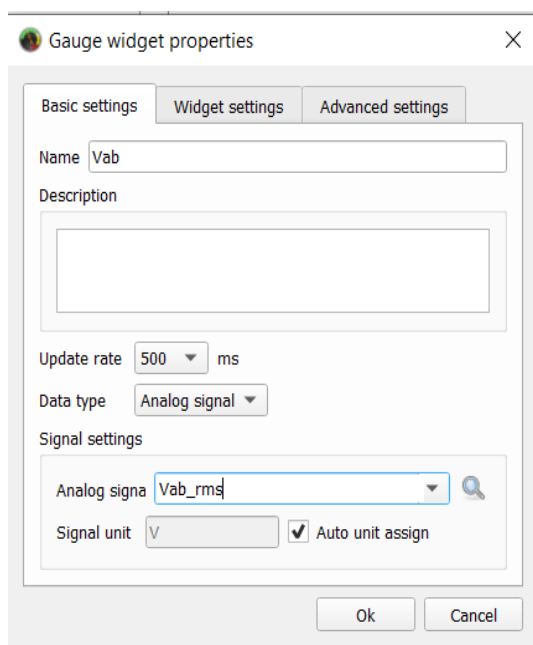 Gauge widget properties
Basic settings Widget settings Advanced settings
Name Vab
Description
Update rate 500 ms
Data type Analog signal
Signal settings
Analog signa Vab_rms
Signal unit V Auto unit assign
Ok Cancel